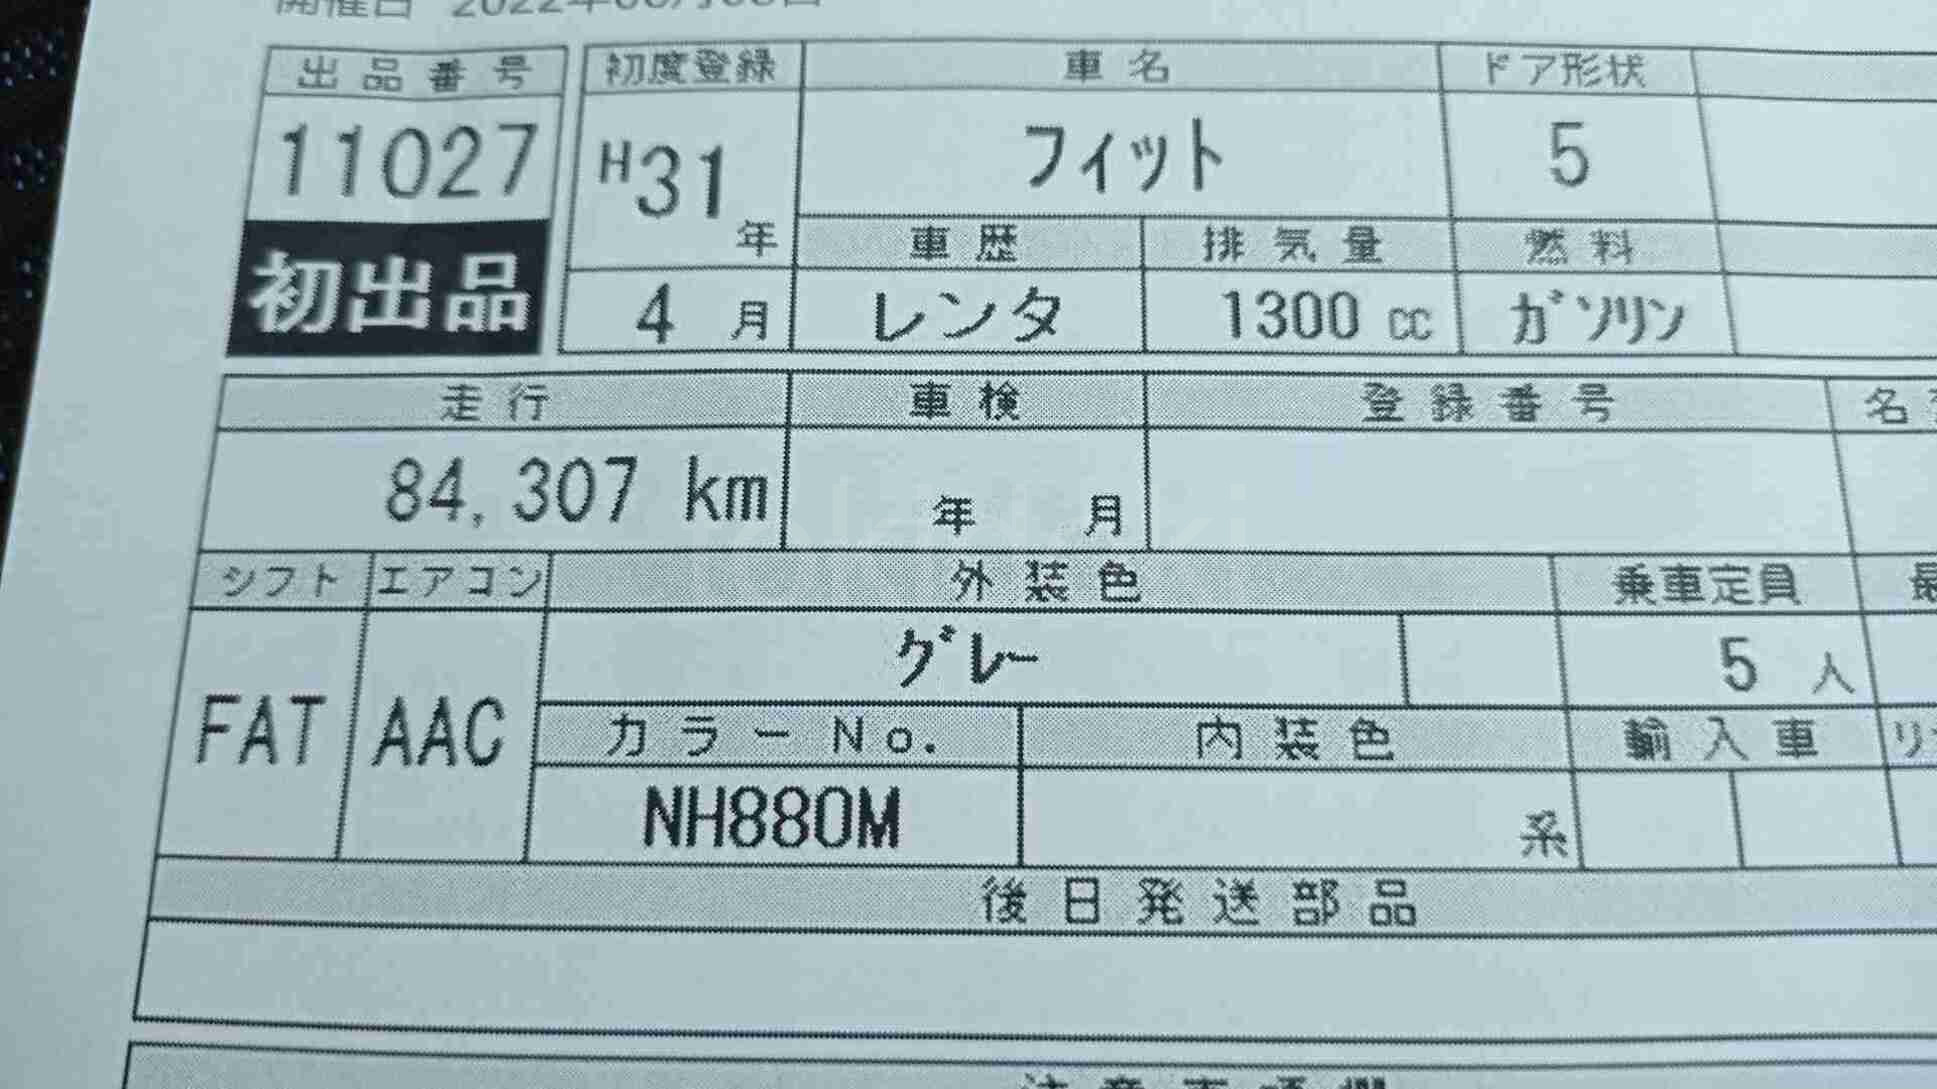 出品番号 初度登録 車名 ドア形状
11027 H31年 フィット 5
初出品 車歴 排気量 燃料
4月 レンタ 1300cc ガソリン
走行 車検 登録番号
84,307 km 年 月
シフト エアコン 外装色 乗車定員
グレー 5人
FAT AAC カラーNo. 内装色 輸入車
NH880M 系
後日発送部品